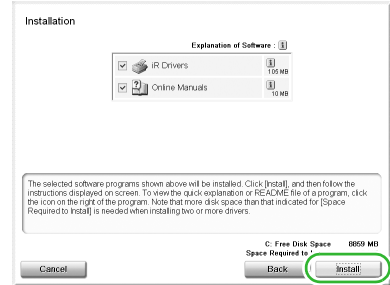 Installation
Explanation of Software :
iR Drivers
105 MB
Online Manuals
10 MB
The selected software programs shown above will be installed. Click [Install], and then follow the
instructions displayed on screen. To view the quick explanation or README file of a program, click
the icon on the right of the program. Note that more disk space than that indicated for [Space
Required to Install] is needed when installing two or more drivers.
C: Free Disk Space 8859 MB
Space Required to
Cancel
Back
Install